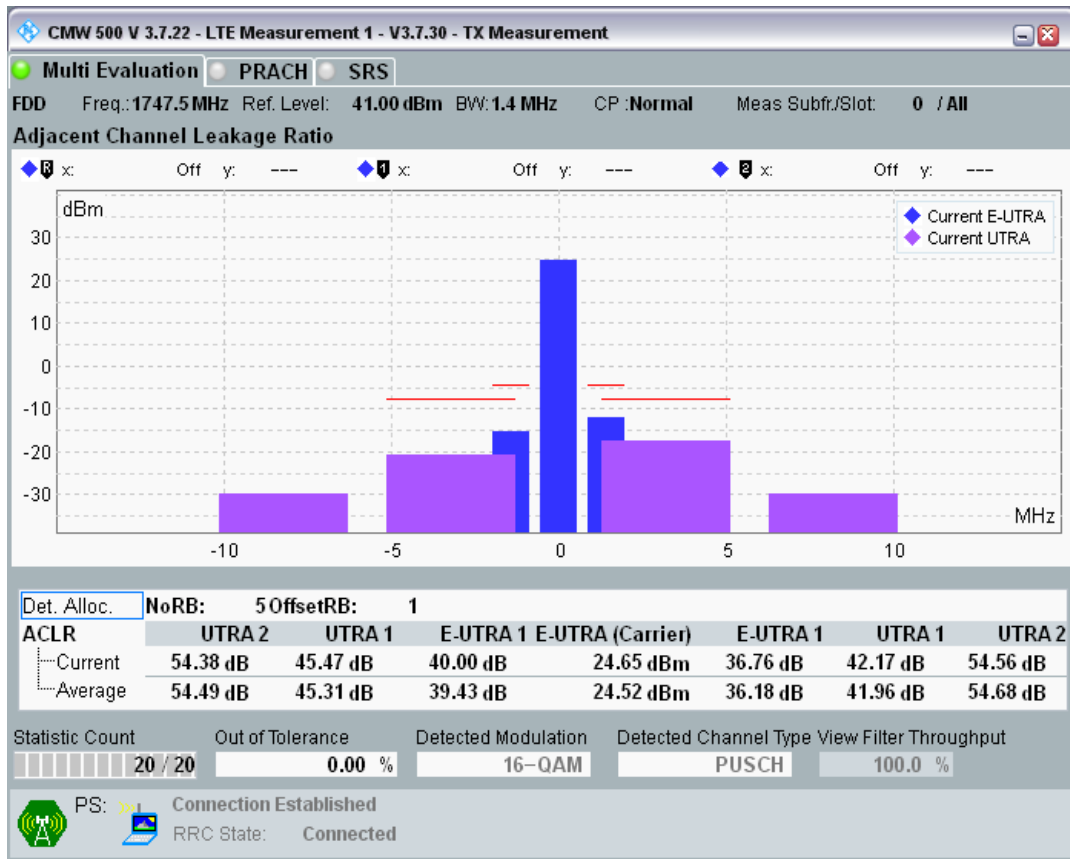 CMW 500 V 3.7.22 - LTE Measurement 1 - V3.7.30 - TX Measurement
Multi Evaluation PRACH SRS
FDD Freq.: 1747.5 MHz Ref. Level: 41.00 dBm BW: 1.4 MHz CP :Normal Meas Subfr./Slot: 0 / All
Adjacent Channel Leakage Ratio
R x: Off y: --- 1 x: Off y: --- 2 x: Off y: ---
dBm
Current E-UTRA
Current UTRA
30
20
10
0
-10
-20
-30
MHz
-10 -5 0 5 10
Det. Alloc. NoRB: 5 OffsetRB: 1
ACLR UTRA 2 UTRA 1 E-UTRA 1 E-UTRA (Carrier) E-UTRA 1 UTRA 1 UTRA 2
Current 54.38 dB 45.47 dB 40.00 dB 24.65 dBm 36.76 dB 42.17 dB 54.56 dB
Average 54.49 dB 45.31 dB 39.43 dB 24.52 dBm 36.18 dB 41.96 dB 54.68 dB
Statistic Count Out of Tolerance Detected Modulation Detected Channel Type View Filter Throughput
20 / 20 0.00 % 16-QAM PUSCH 100.0 %
PS: Connection Established
RRC State: Connected